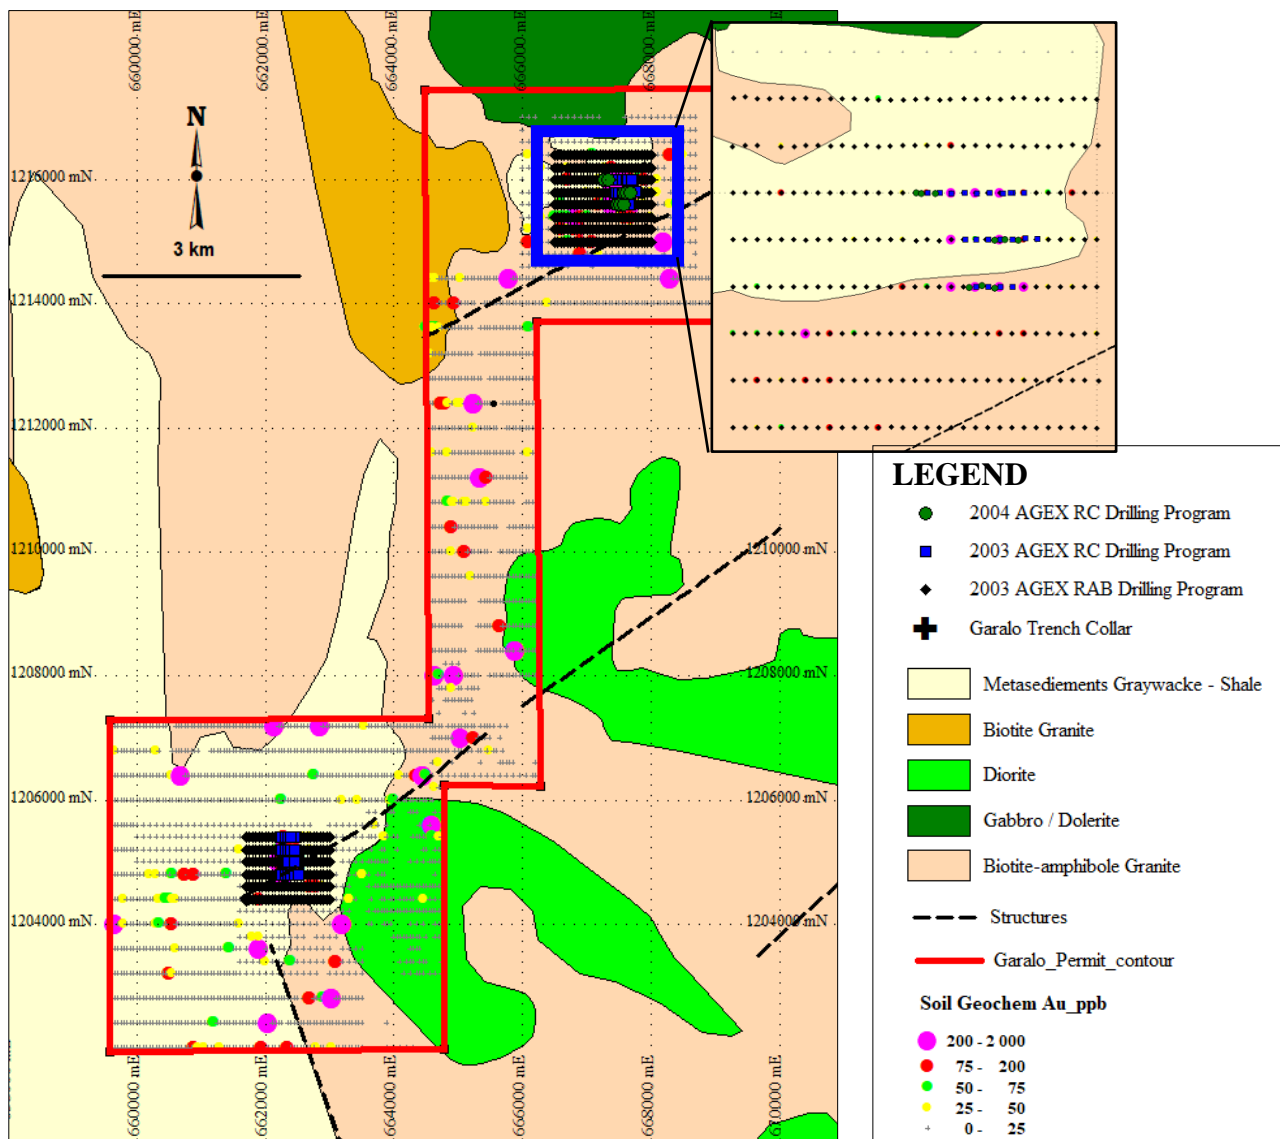 660000 mE
662000 mE
664000 mE
666000 mE
668000 mE
N
3 km
1216000 mN
1214000 mN
1212000 mN
1210000 mN
1210000 mN
1208000 mN
1208000 mN
1206000 mN
1206000 mN
1204000 mN
1204000 mN
660000 mE
662000 mE
664000 mE
666000 mE
668000 mE
670000 mE
LEGEND
2004 AGEX RC Drilling Program
2003 AGEX RC Drilling Program
2003 AGEX RAB Drilling Program
Garalo Trench Collar
Metasediements Graywacke - Shale
Biotite Granite
Diorite
Gabbro / Dolerite
Biotite-amphibole Granite
Structures
Garalo_Permit_contour
Soil Geochem Au_ppb
200 - 2 000
75 - 200
50 - 75
25 - 50
0 - 25